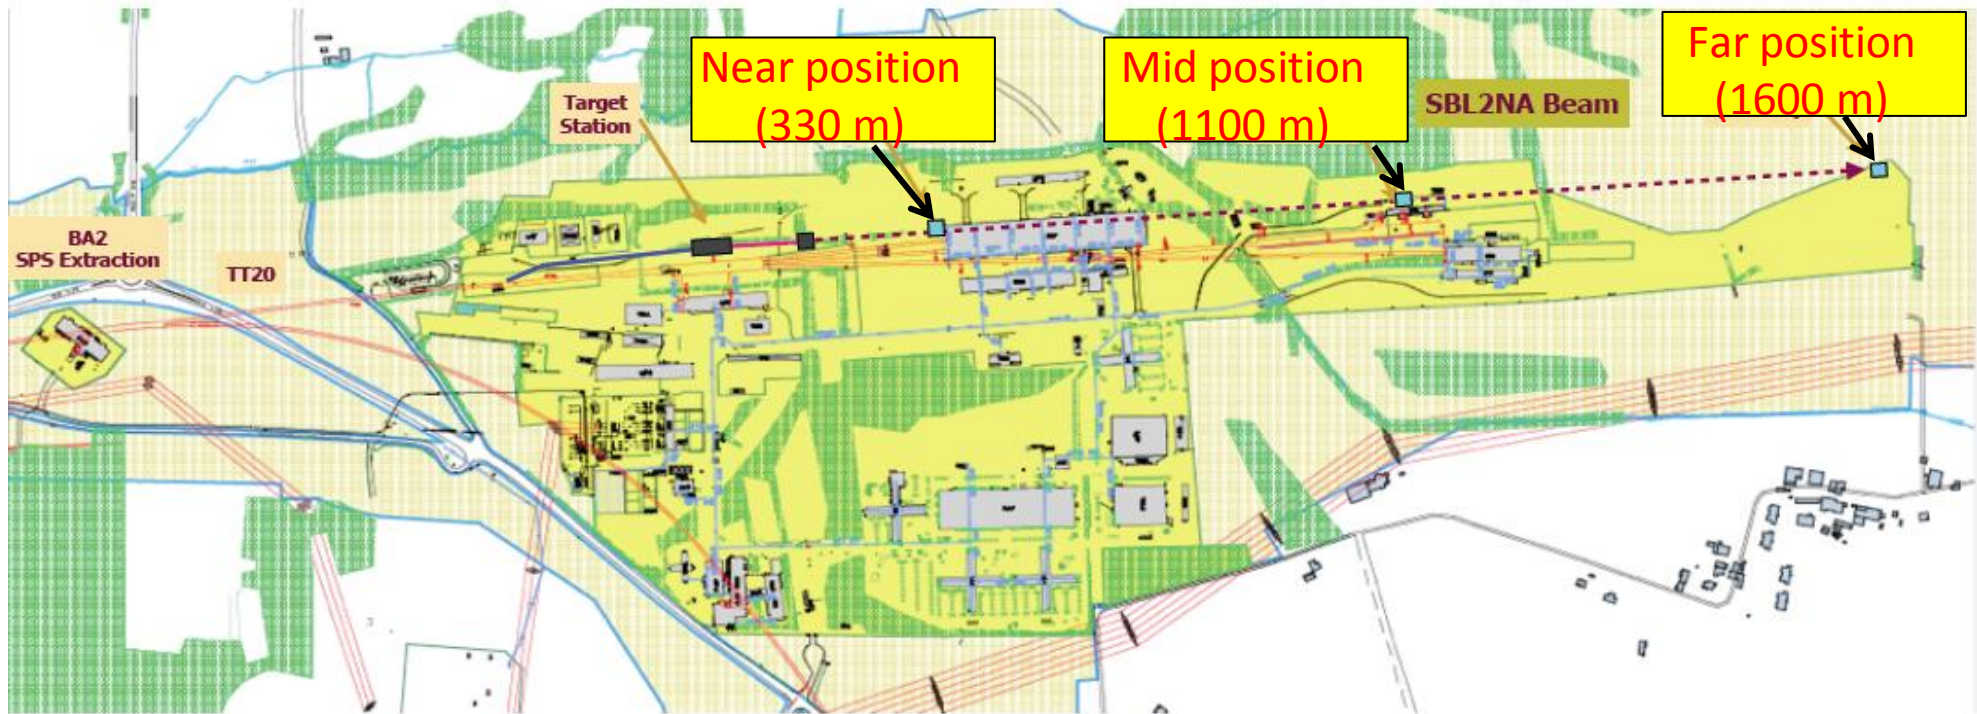 Near position
(330 m)
Mid position
(1100 m)
Far position
(1600 m)
Target
Station
SBL2NA Beam
BA2
SPS Extraction
TT20